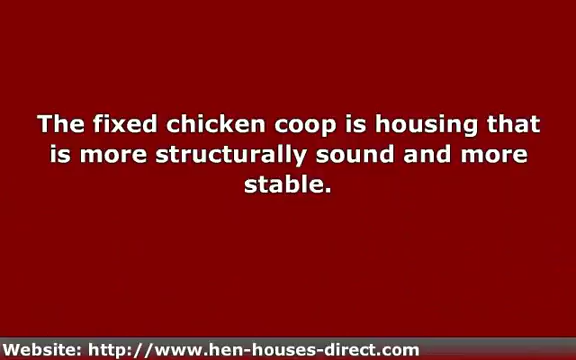 The fixed chicken coop is housing that
is more structurally sound and more
stable.
Website: http://www.hen-houses-direct.com